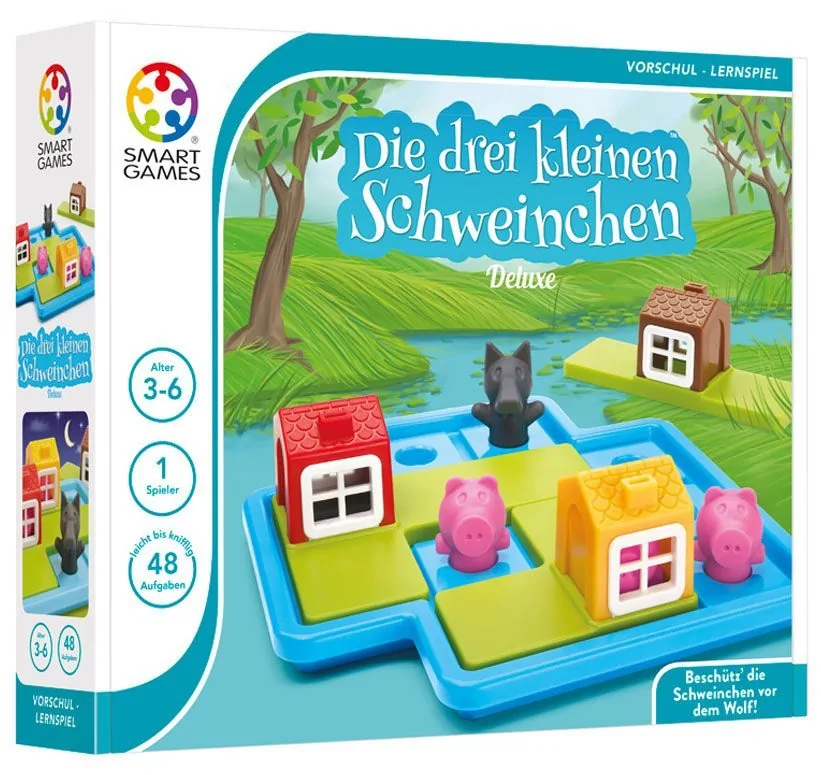 SMART
GAMES
Die drei kleinen
Schweinchen
Deluxe
Alter
3-6
48
Aufgaben
VORSCHUL -
LERNSPIEL
®
SMART
GAMES
VORSCHUL - LERNSPIEL
Die drei kleinen™
Schweinchen
Deluxe
Alter
3-6
1
Spieler
leicht bis knifflig
48
Aufgaben
Beschütz' die
Schweinchen vor
dem Wolf!